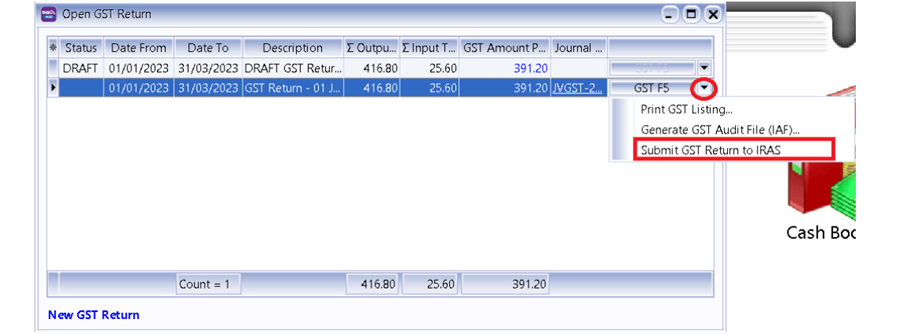 Open GST Return
Status Date From Date To Description Σ Outpu... Σ Input T... GST Amount P... Journal ...
DRAFT 01/01/2023 31/03/2023 DRAFT GST Retur... 416.80 25.60 391.20 GST F5
01/01/2023 31/03/2023 GST Return - 01 J... 416.80 25.60 391.20 JVGST-2... GST F5
Print GST Listing...
Generate GST Audit File (IAF)...
Submit GST Return to IRAS
Cash Boo
Count = 1 416.80 25.60 391.20
New GST Return